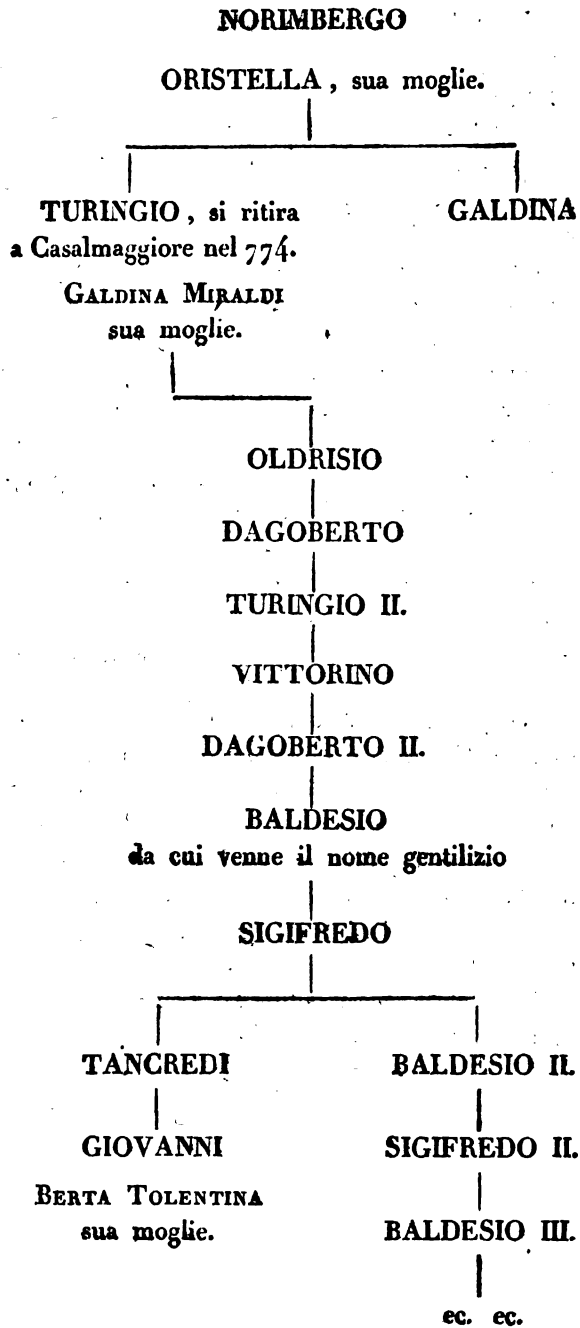 NORIMBERGO
ORISTELLA, sua moglie.
TURINGIO, si ritira
a Casalmaggiore nel 774.
GALDINA
GALDINA MIRALDI
sua moglie.
OLDRISIO
DAGOBERTO
TURINGIO II.
VITTORINO
DAGOBERTO II.
BALDESIO
da cui venne il nome gentilizio
SIGIFREDO
TANCREDI
BALDESIO II.
GIOVANNI
SIGIFREDO II.
BERTA TOLENTINA
sua moglie.
BALDESIO III.
ec. ec.